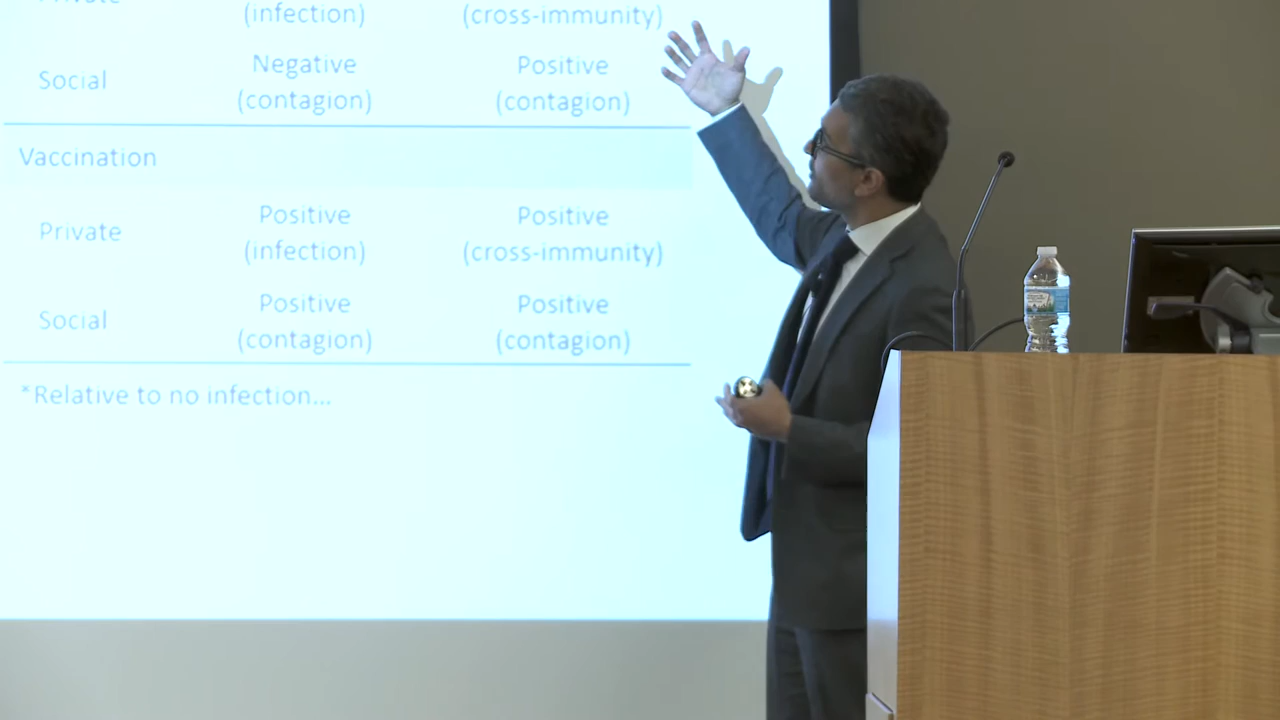 Private
(infection) (cross-immunity)
Social Negative Positive
(contagion) (contagion)
Vaccination
Private Positive Positive
(infection) (cross-immunity)
Social Positive Positive
(contagion) (contagion)
*Relative to no infection...